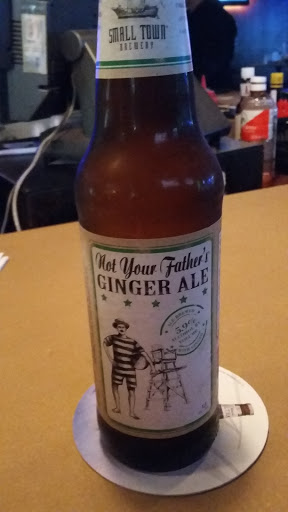 SMALL TOWN
BREWERY
Not Your Father's
GINGER ALE
5.9%